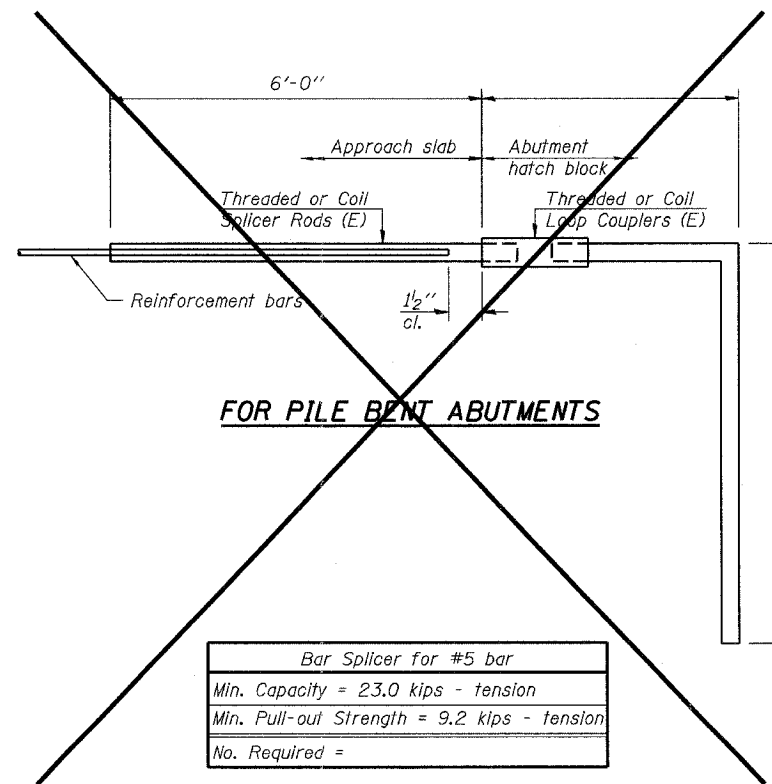 6'-0"
Approach slab
Abutment
hatch block
Threaded or Coil
Splicer Rods (E)
Threaded or Coil
Loop Couplers (E)
Reinforcement bars
1½"
cl.
FOR PILE BENT ABUTMENTS
Bar Splicer for #5 bar
Min. Capacity = 23.0 kips - tension
Min. Pull-out Strength = 9.2 kips - tension
No. Required =